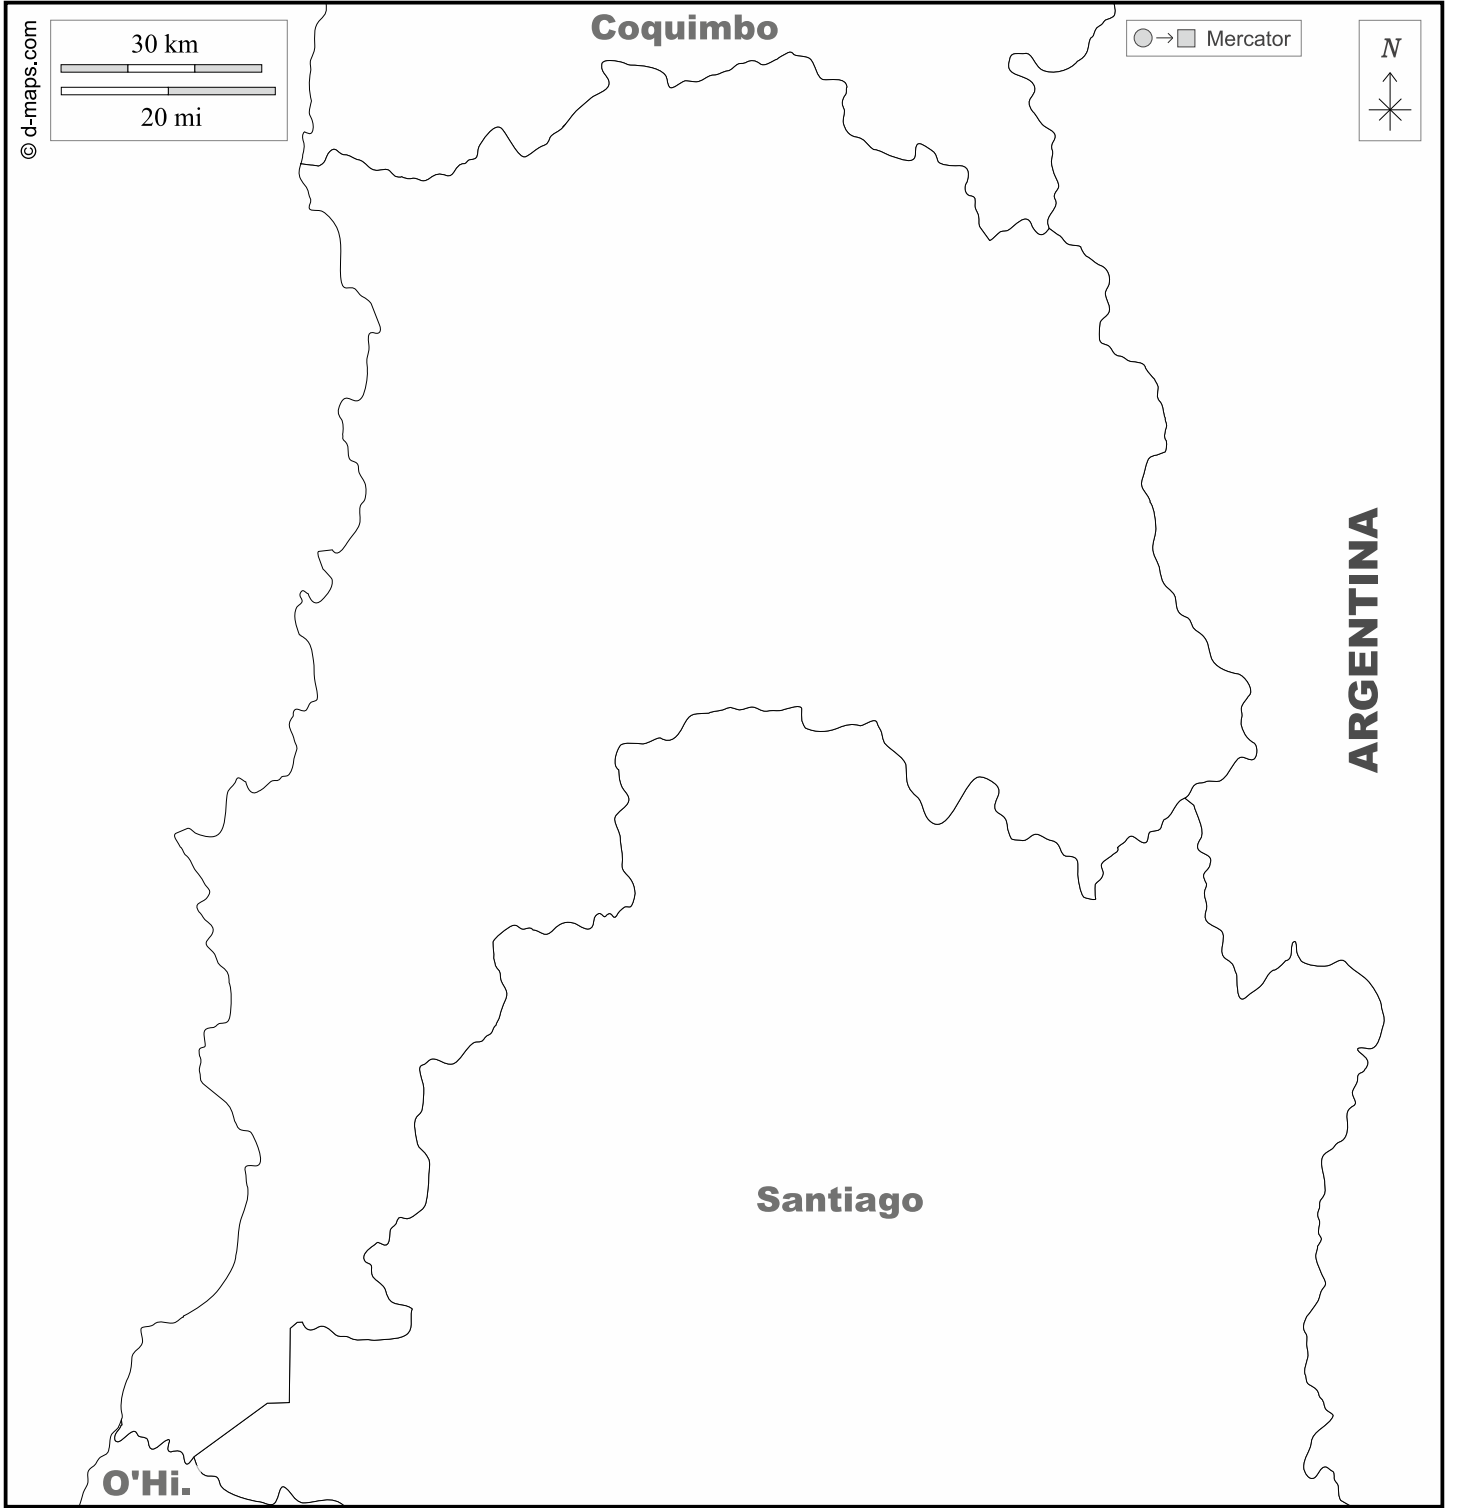 © d-maps.com
30 km
20 mi
Coquimbo
Mercator
N
ARGENTINA
Santiago
O'Hi.